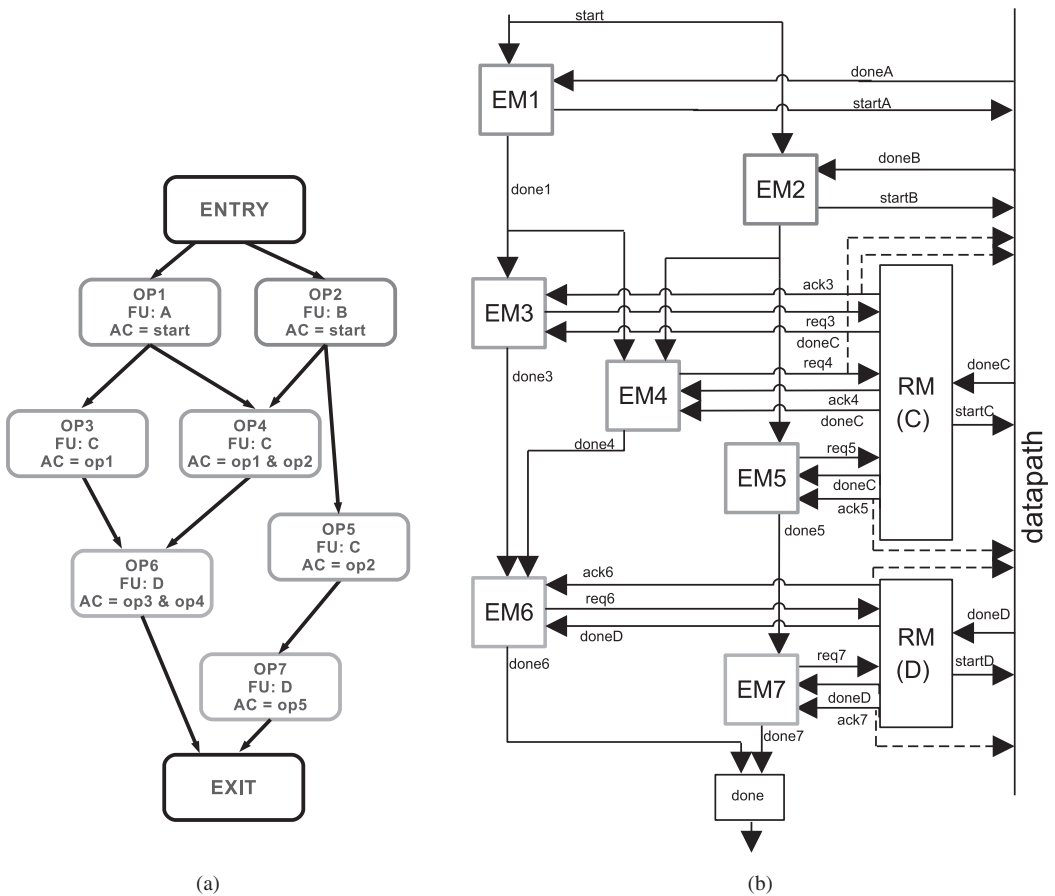 ENTRY
OP1
FU: A
AC = start
OP2
FU: B
AC = start
OP3
FU: C
AC = op1
OP4
FU: C
AC = op1 & op2
OP5
FU: C
AC = op2
OP6
FU: D
AC = op3 & op4
OP7
FU: D
AC = op5
EXIT
(a)
start
EM1
doneA
startA
done1
EM2
doneB
startB
EM3
ack3
req3
doneC
done3
EM4
req4
ack4
doneC
done4
RM
(C)
doneC
startC
EM5
req5
doneC
ack5
done5
datapath
EM6
ack6
req6
doneD
done6
RM
(D)
doneD
startD
EM7
req7
doneD
ack7
done7
done
(b)